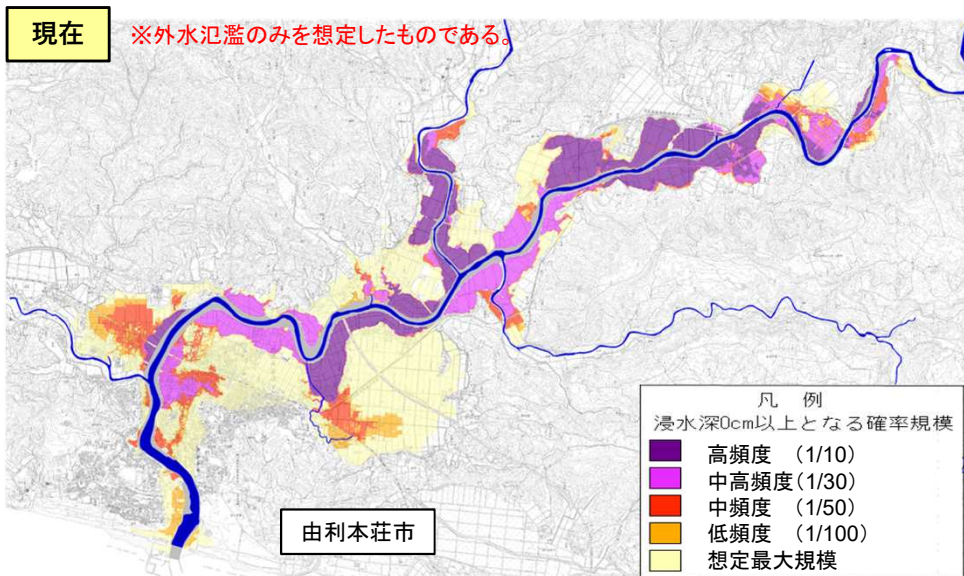 現在
※外水氾濫のみを想定したものである。
由利本荘市
凡 例
浸水深0cm以上となる確率規模
高頻度 （1/10）
中高頻度（1/30）
中頻度 （1/50）
低頻度 （1/100）
想定最大規模